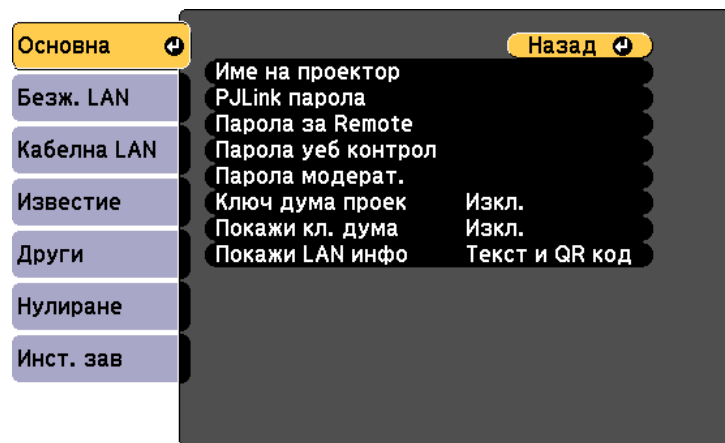 Основна
Безж. LAN
Кабелна LAN
Известие
Други
Нулиране
Инст. зав
Назад
Име на проектор
PJLink парола
Парола за Remote
Парола уеб контрол
Парола модерат.
Ключ дума проек Изкл.
Покажи кл. дума Изкл.
Покажи LAN инфо Текст и QR код